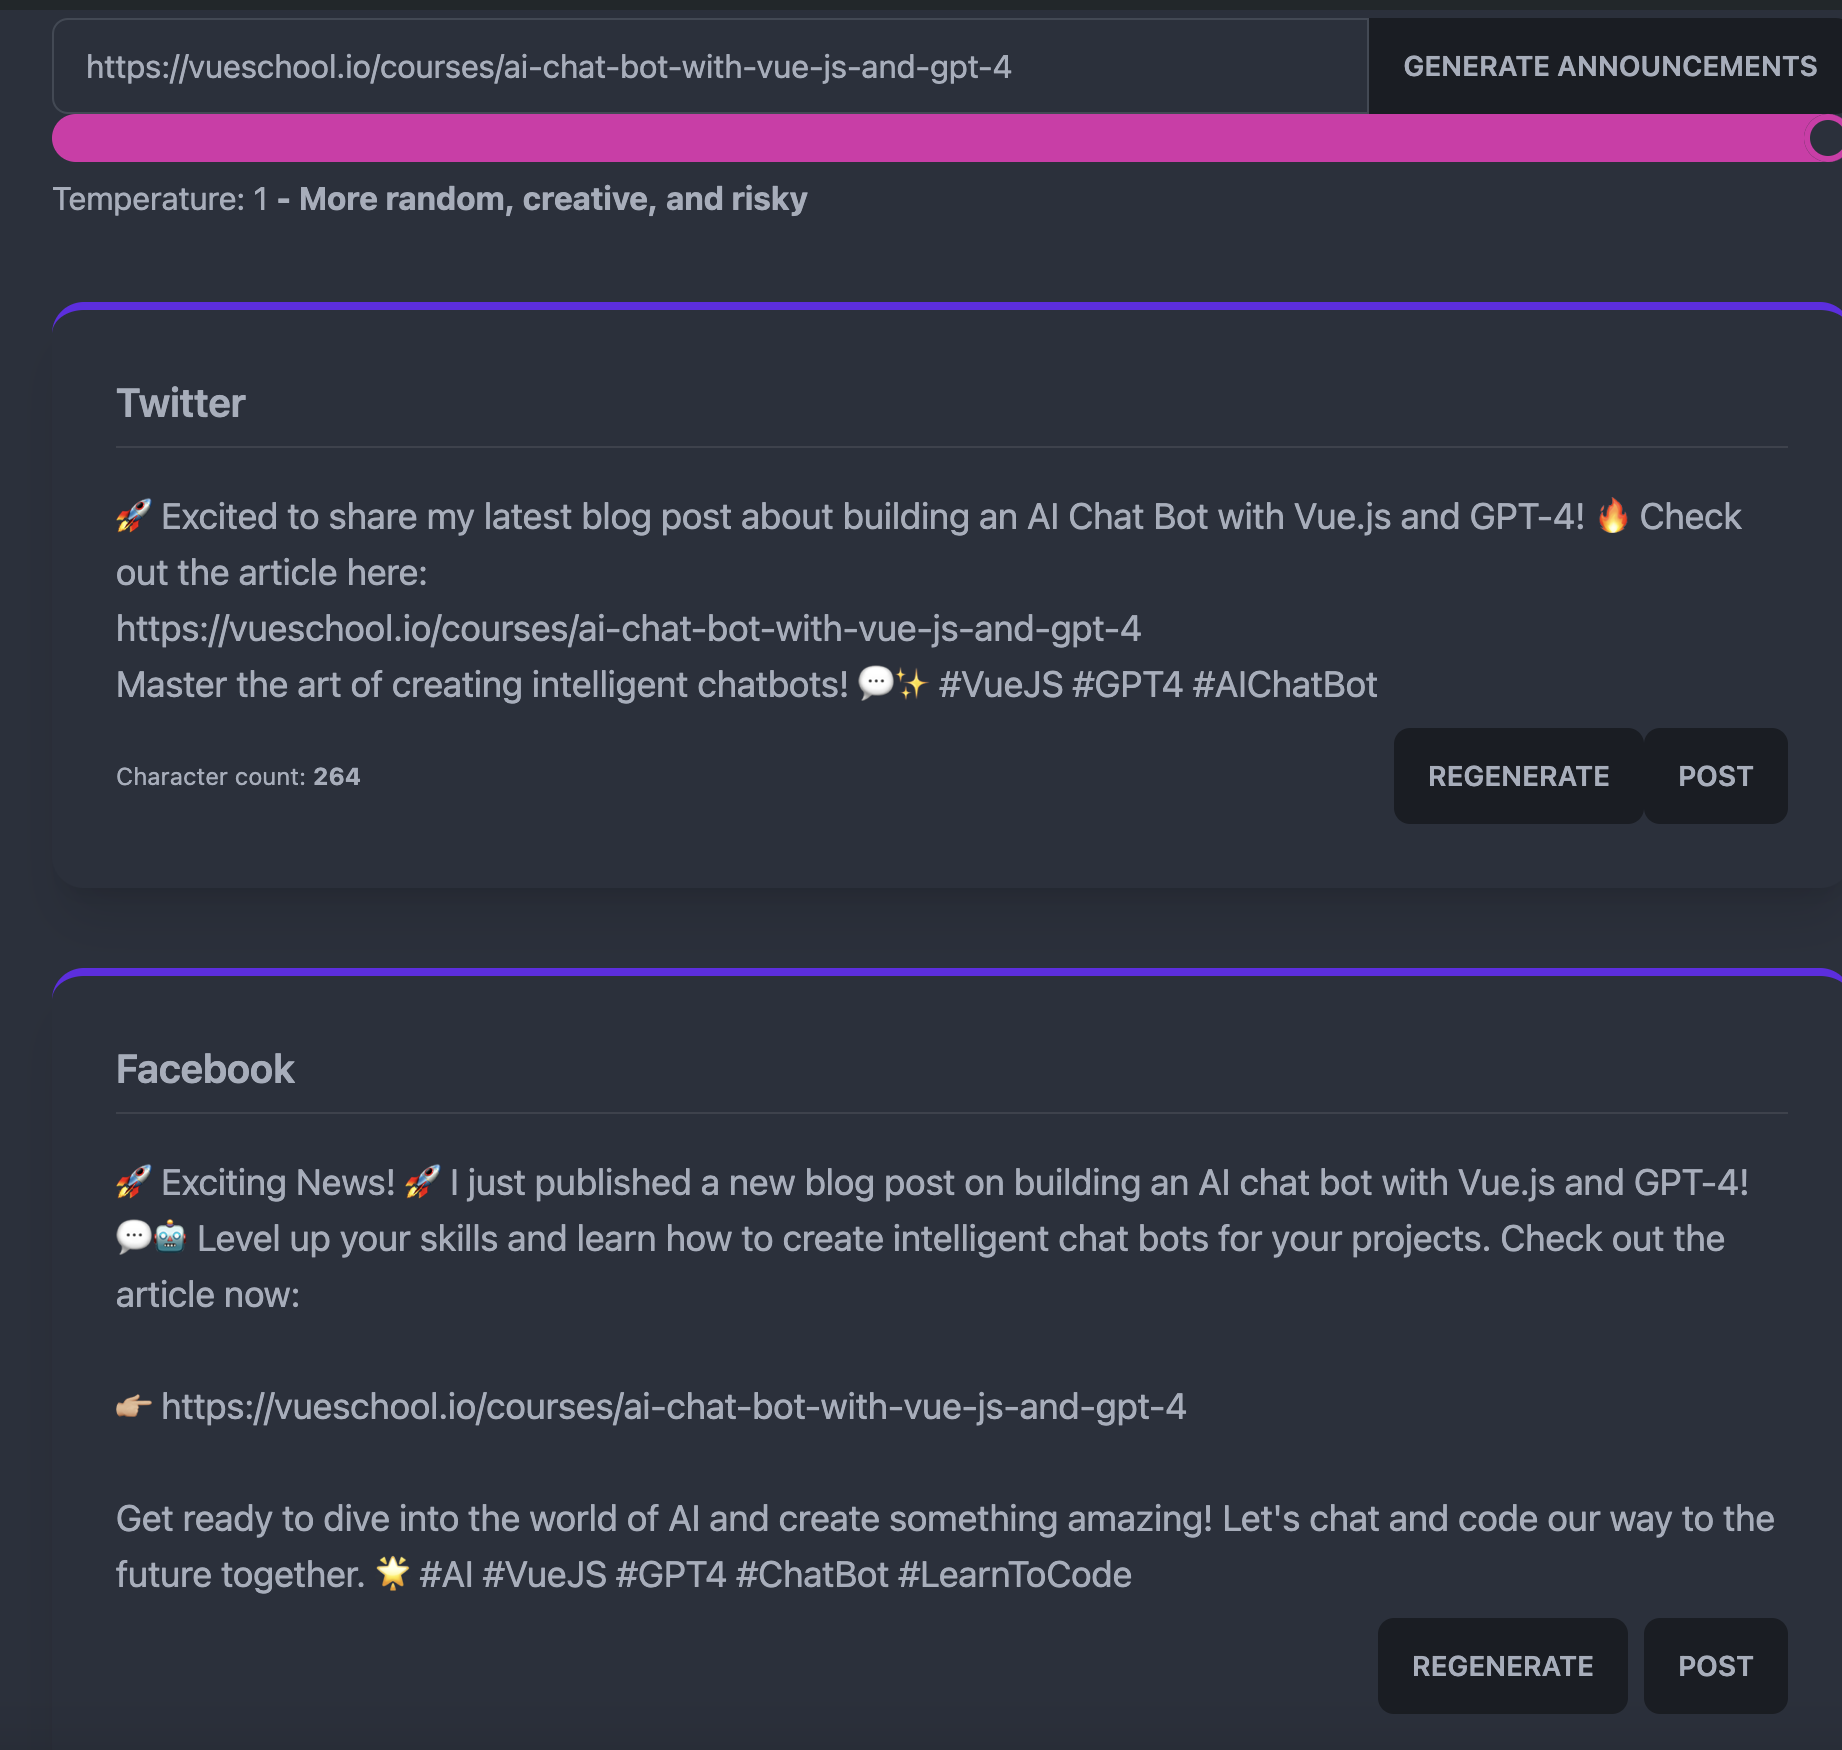 https://vueschool.io/courses/ai-chat-bot-with-vue-js-and-gpt-4
GENERATE ANNOUNCEMENTS
Temperature: 1 - More random, creative, and risky
Twitter
🚀 Excited to share my latest blog post about building an AI Chat Bot with Vue.js and GPT-4! 🔥 Check
out the article here:
https://vueschool.io/courses/ai-chat-bot-with-vue-js-and-gpt-4
Master the art of creating intelligent chatbots! 💬✨ #VueJS #GPT4 #AIChatBot
Character count: 264
REGENERATE
POST
Facebook
🚀 Exciting News! 🚀 I just published a new blog post on building an AI chat bot with Vue.js and GPT-4!
💬🤖 Level up your skills and learn how to create intelligent chat bots for your projects. Check out the
article now:
👉🏼 https://vueschool.io/courses/ai-chat-bot-with-vue-js-and-gpt-4
Get ready to dive into the world of AI and create something amazing! Let's chat and code our way to the
future together. 🌟 #AI #VueJS #GPT4 #ChatBot #LearnToCode
REGENERATE
POST